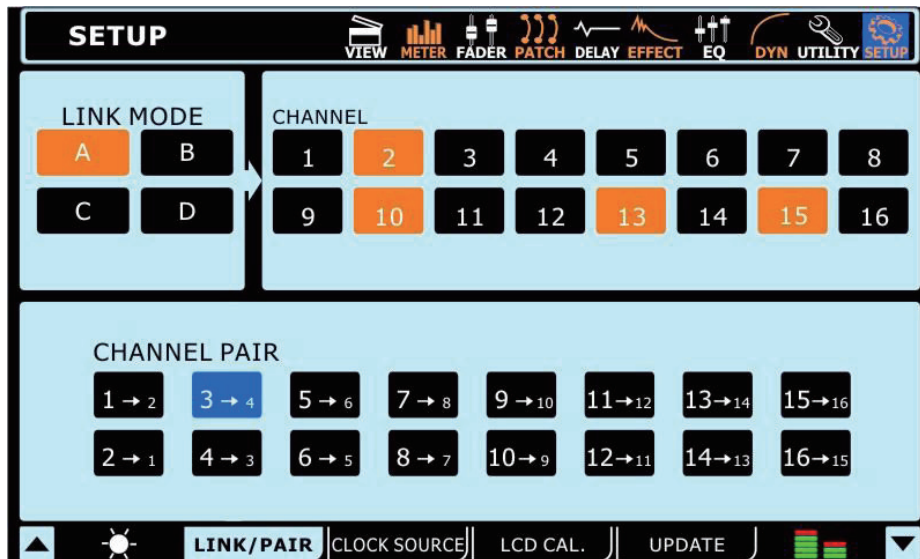 SETUP
VIEW METER FADER PATCH DELAY EFFECT EQ DYN UTILITY SETUP
LINK MODE
A B
C D
CHANNEL
1 2 3 4 5 6 7 8
9 10 11 12 13 14 15 16
CHANNEL PAIR
1 → 2 3 → 4 5 → 6 7 → 8 9 → 10 11→12 13→14 15→16
2 → 1 4 → 3 6 → 5 8 → 7 10→9 12→11 14→13 16→15
LINK/PAIR CLOCK SOURCE LCD CAL. UPDATE